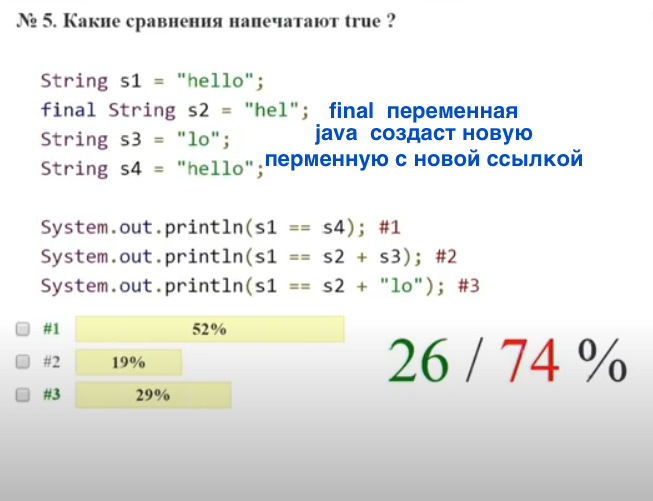 № 5. Какие сравнения напечатают true ?
String s1 = "hello";
final String s2 = "hel"; final переменная
String s3 = "lo"; java создаст новую
String s4 = "hello"; перменную с новой ссылкой
System.out.println(s1 == s4); #1
System.out.println(s1 == s2 + s3); #2
System.out.println(s1 == s2 + "lo"); #3
#1 52%
#2 19%
#3 29%
26 / 74 %